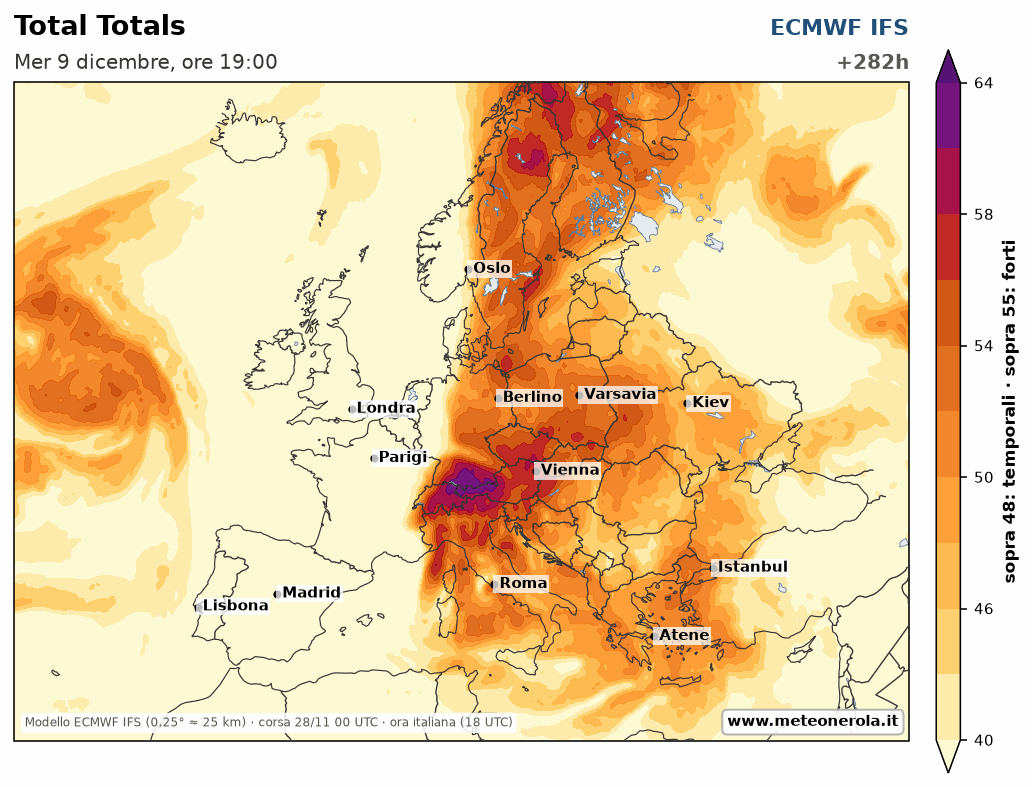 Total Totals
ECMWF IFS
Mer 9 dicembre, ore 19:00
+282h
64
58
54
50
46
40
sopra 48: temporali · sopra 55: forti
Oslo
Londra
Berlino
Varsavia
Kiev
Parigi
Vienna
Istanbul
Roma
Madrid
Lisbona
Atene
Modello ECMWF IFS (0,25° ≈ 25 km) · corsa 28/11 00 UTC · ora italiana (18 UTC)
www.meteonerola.it